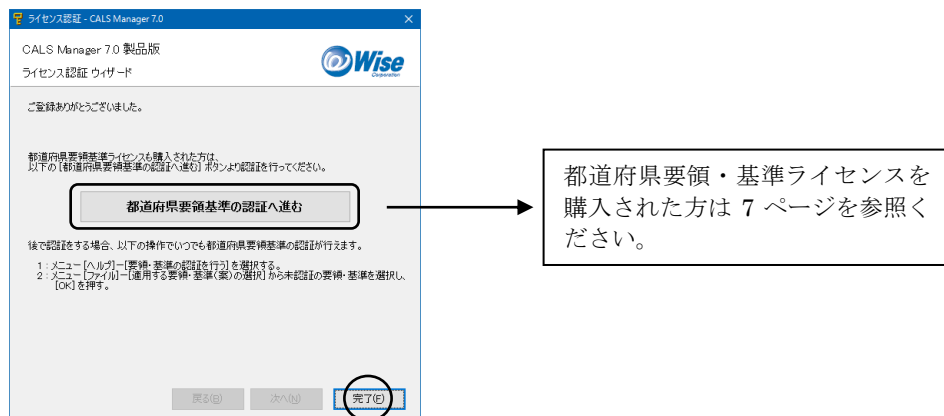 ライセンス認証 - CALS Manager 7.0
CALS Manager 7.0 製品版
ライセンス認証 ウィザード
Wise
Corporation
ご登録ありがとうございました。
都道府県要領基準ライセンスも購入された方は、
以下の [都道府県要領基準の認証へ進む] ボタンより認証を行ってください。
都道府県要領基準の認証へ進む
後で認証をする場合、以下の操作でいつでも都道府県要領基準の認証が行えます。
1 : メニュー [ヘルプ]－[要領・基準の認証を行う] を選択する。
2 : メニュー [ファイル]－[適用する要領・基準(案)の選択] から未認証の要領・基準を選択し、
[OK] を押す。
戻る(B)
次へ(N)
完了(F)
都道府県要領・基準ライセンスを
購入された方は 7 ページを参照く
ださい。